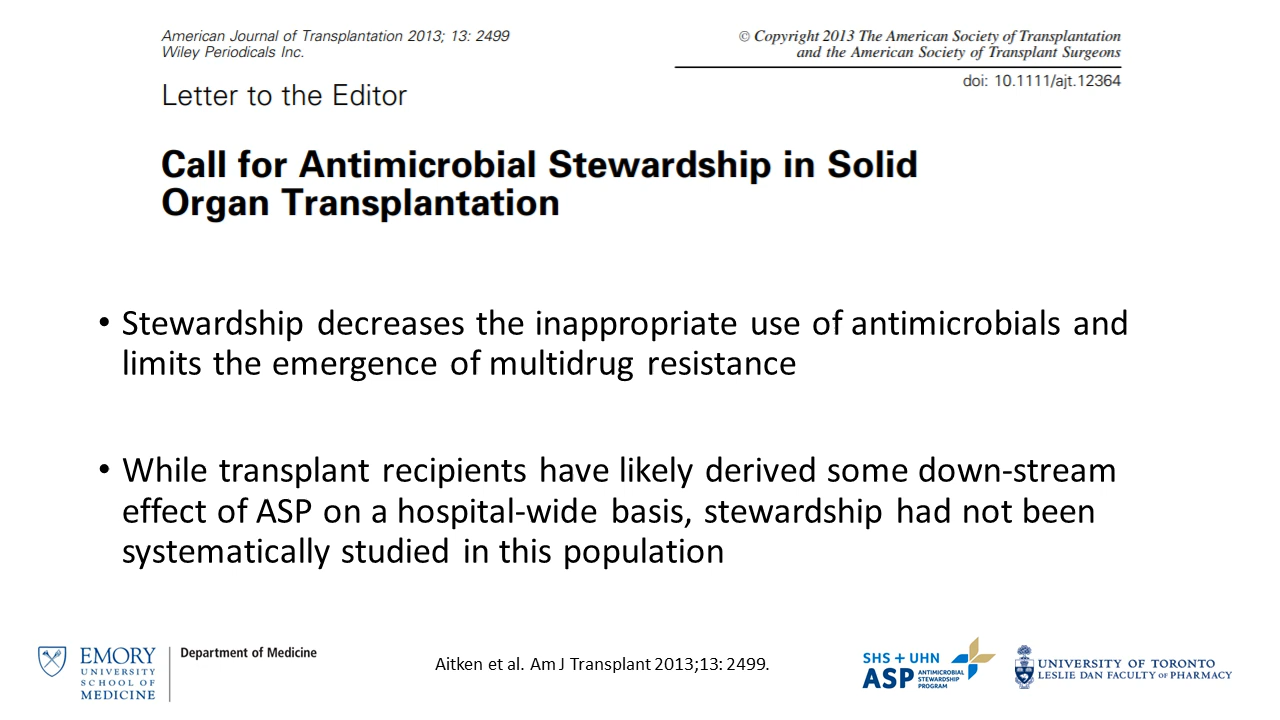 American Journal of Transplantation 2013; 13: 2499
Wiley Periodicals Inc.
© Copyright 2013 The American Society of Transplantation
and the American Society of Transplant Surgeons
doi: 10.1111/ajt.12364
Letter to the Editor
Call for Antimicrobial Stewardship in Solid
Organ Transplantation
• Stewardship decreases the inappropriate use of antimicrobials and
limits the emergence of multidrug resistance
• While transplant recipients have likely derived some down-stream
effect of ASP on a hospital-wide basis, stewardship had not been
systematically studied in this population
EMORY
UNIVERSITY
SCHOOL OF
MEDICINE
Department of Medicine
Aitken et al. Am J Transplant 2013;13: 2499.
SHS + UHN
ASP
ANTIMICROBIAL
STEWARDSHIP
PROGRAM
UNIVERSITY OF TORONTO
LESLIE DAN FACULTY OF PHARMACY